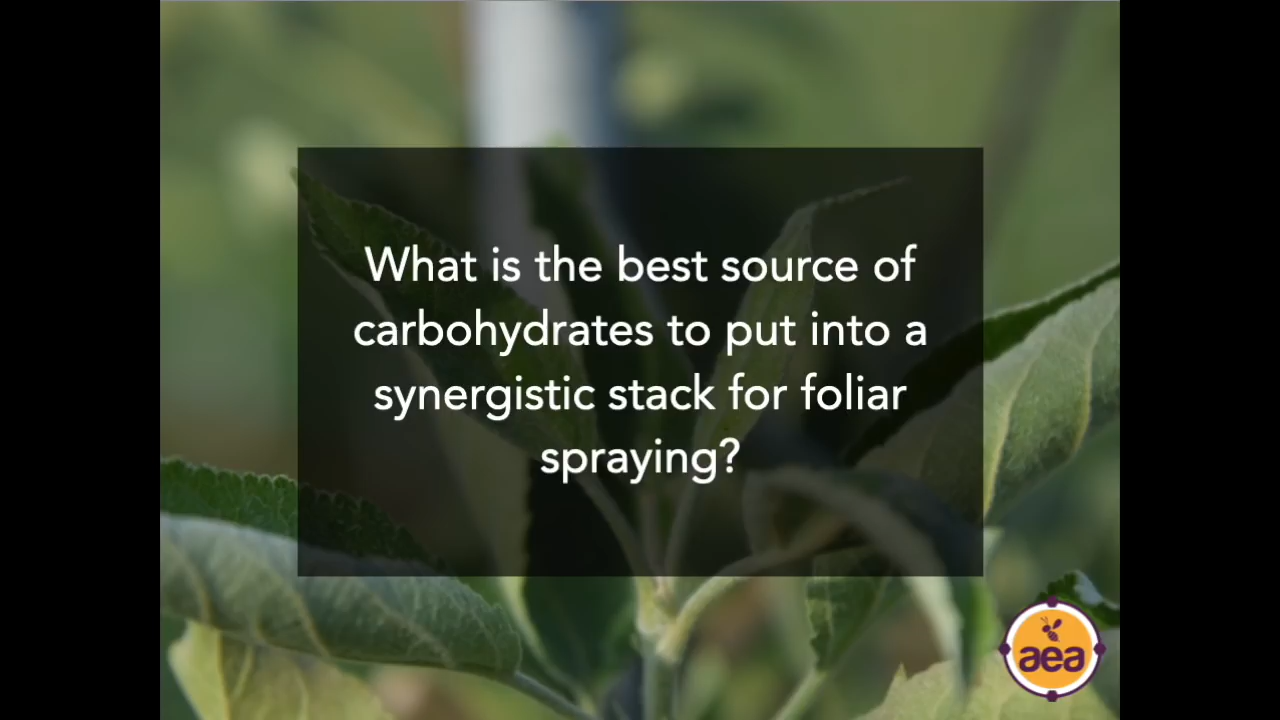 What is the best source of
carbohydrates to put into a
synergistic stack for foliar
spraying?
aea